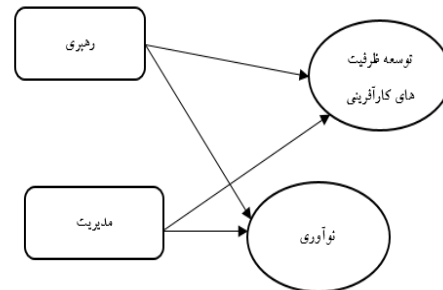 رهبری
توسعه ظرفیت
های کارآفرینی
مدیریت
نوآوری